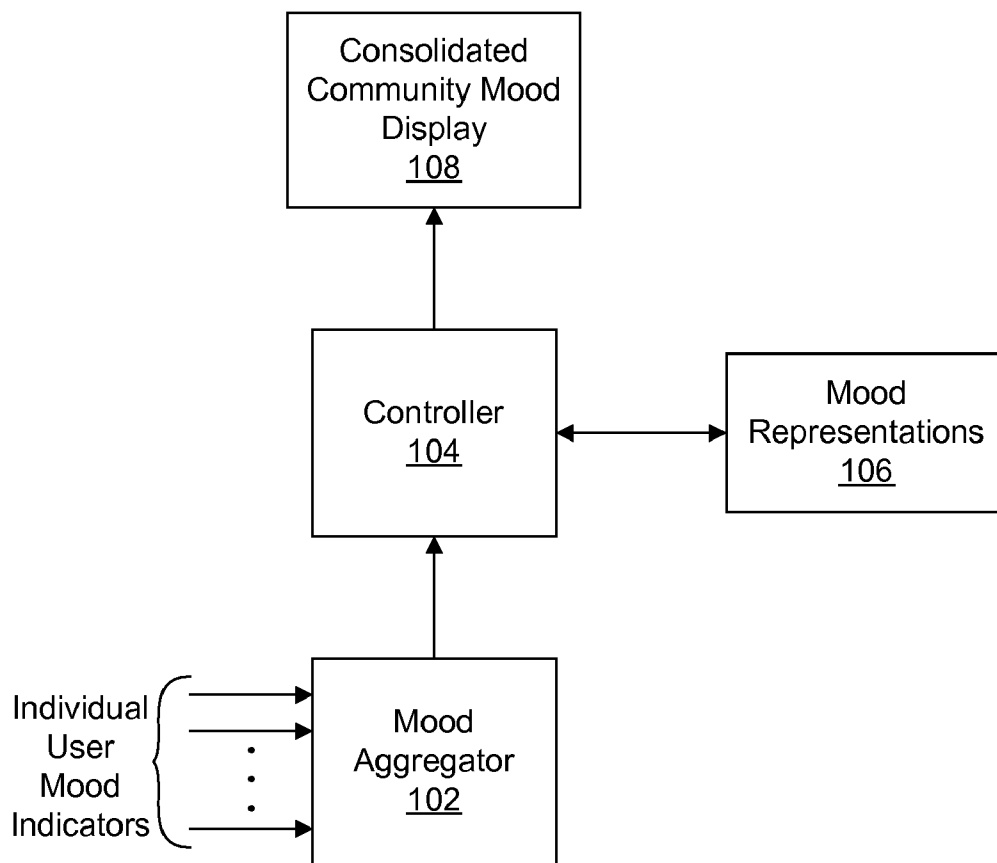 Consolidated
Community Mood
Display
108
Controller
104
Mood
Representations
106
Individual
User
Mood
Indicators
Mood
Aggregator
102